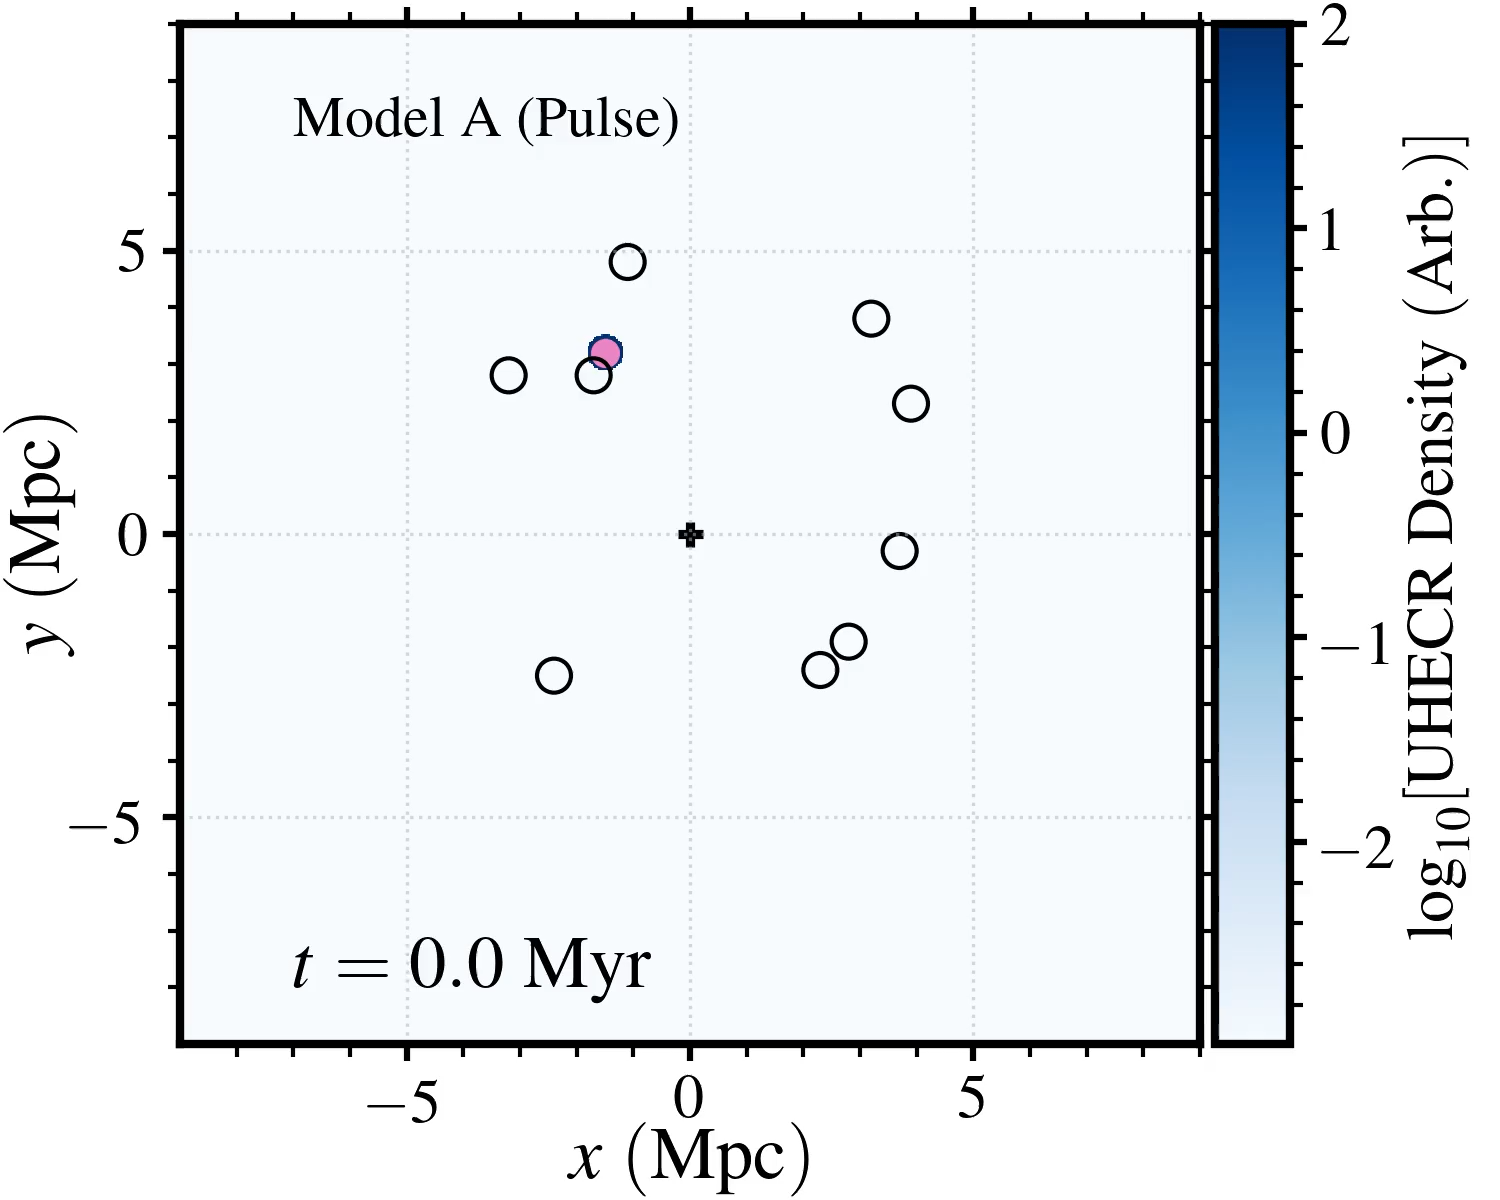 Model A (Pulse)
t = 0.0 Myr
5
0
−5
y (Mpc)
−5
0
5
x (Mpc)
2
1
0
−1
−2
log10[UHECR Density (Arb.)]